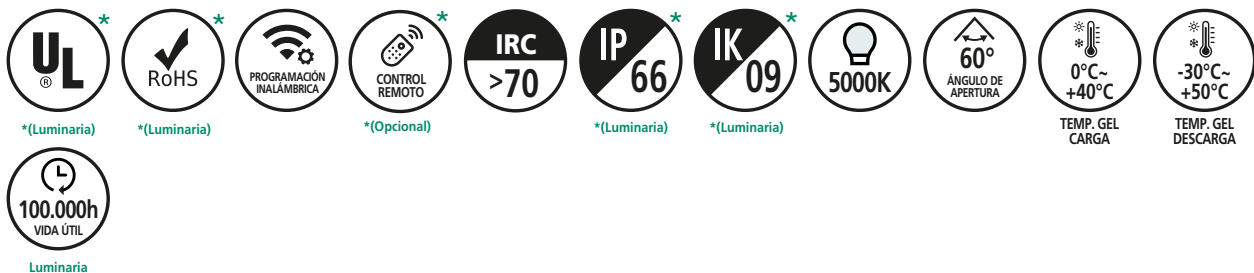 *
UL
®
*(Luminaria)
*
RoHS
*(Luminaria)
PROGRAMACIÓN
INALÁMBRICA
*
CONTROL
REMOTO
*(Opcional)
IRC
>70
*
IP
66
*(Luminaria)
*
IK
09
*(Luminaria)
5000K
60°
ÁNGULO DE
APERTURA
0°C~
+40°C
TEMP. GEL
CARGA
-30°C~
+50°C
TEMP. GEL
DESCARGA
100.000h
VIDA ÚTIL
Luminaria